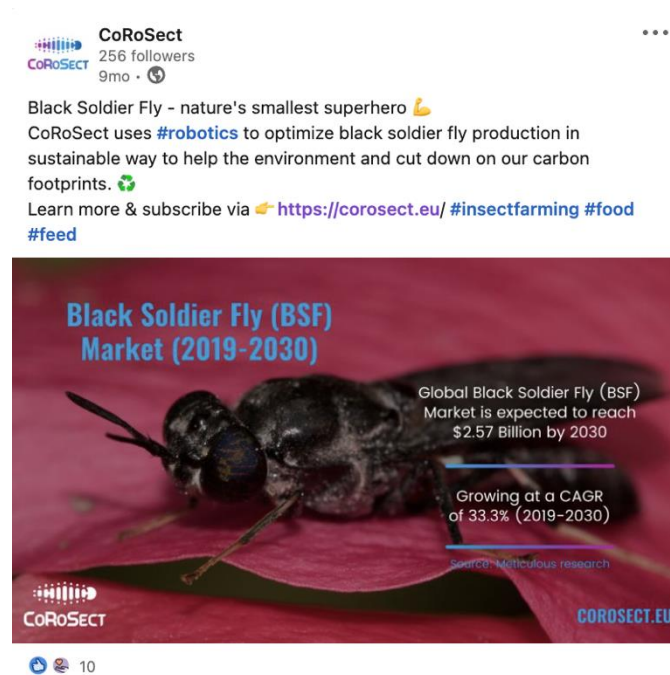 CoRoSect
256 followers
CoRoSect
9mo •
Black Soldier Fly - nature's smallest superhero 💪
CoRoSect uses #robotics to optimize black soldier fly production in
sustainable way to help the environment and cut down on our carbon
footprints. ♻️
Learn more & subscribe via 👉 https://corosect.eu/ #insectfarming #food
#feed
Black Soldier Fly (BSF)
Market (2019-2030)
Global Black Soldier Fly (BSF)
Market is expected to reach
$2.57 Billion by 2030
Growing at a CAGR
of 33.3% (2019-2030)
Source: Meticulous research
CoRoSect
COROSECT.EU
10